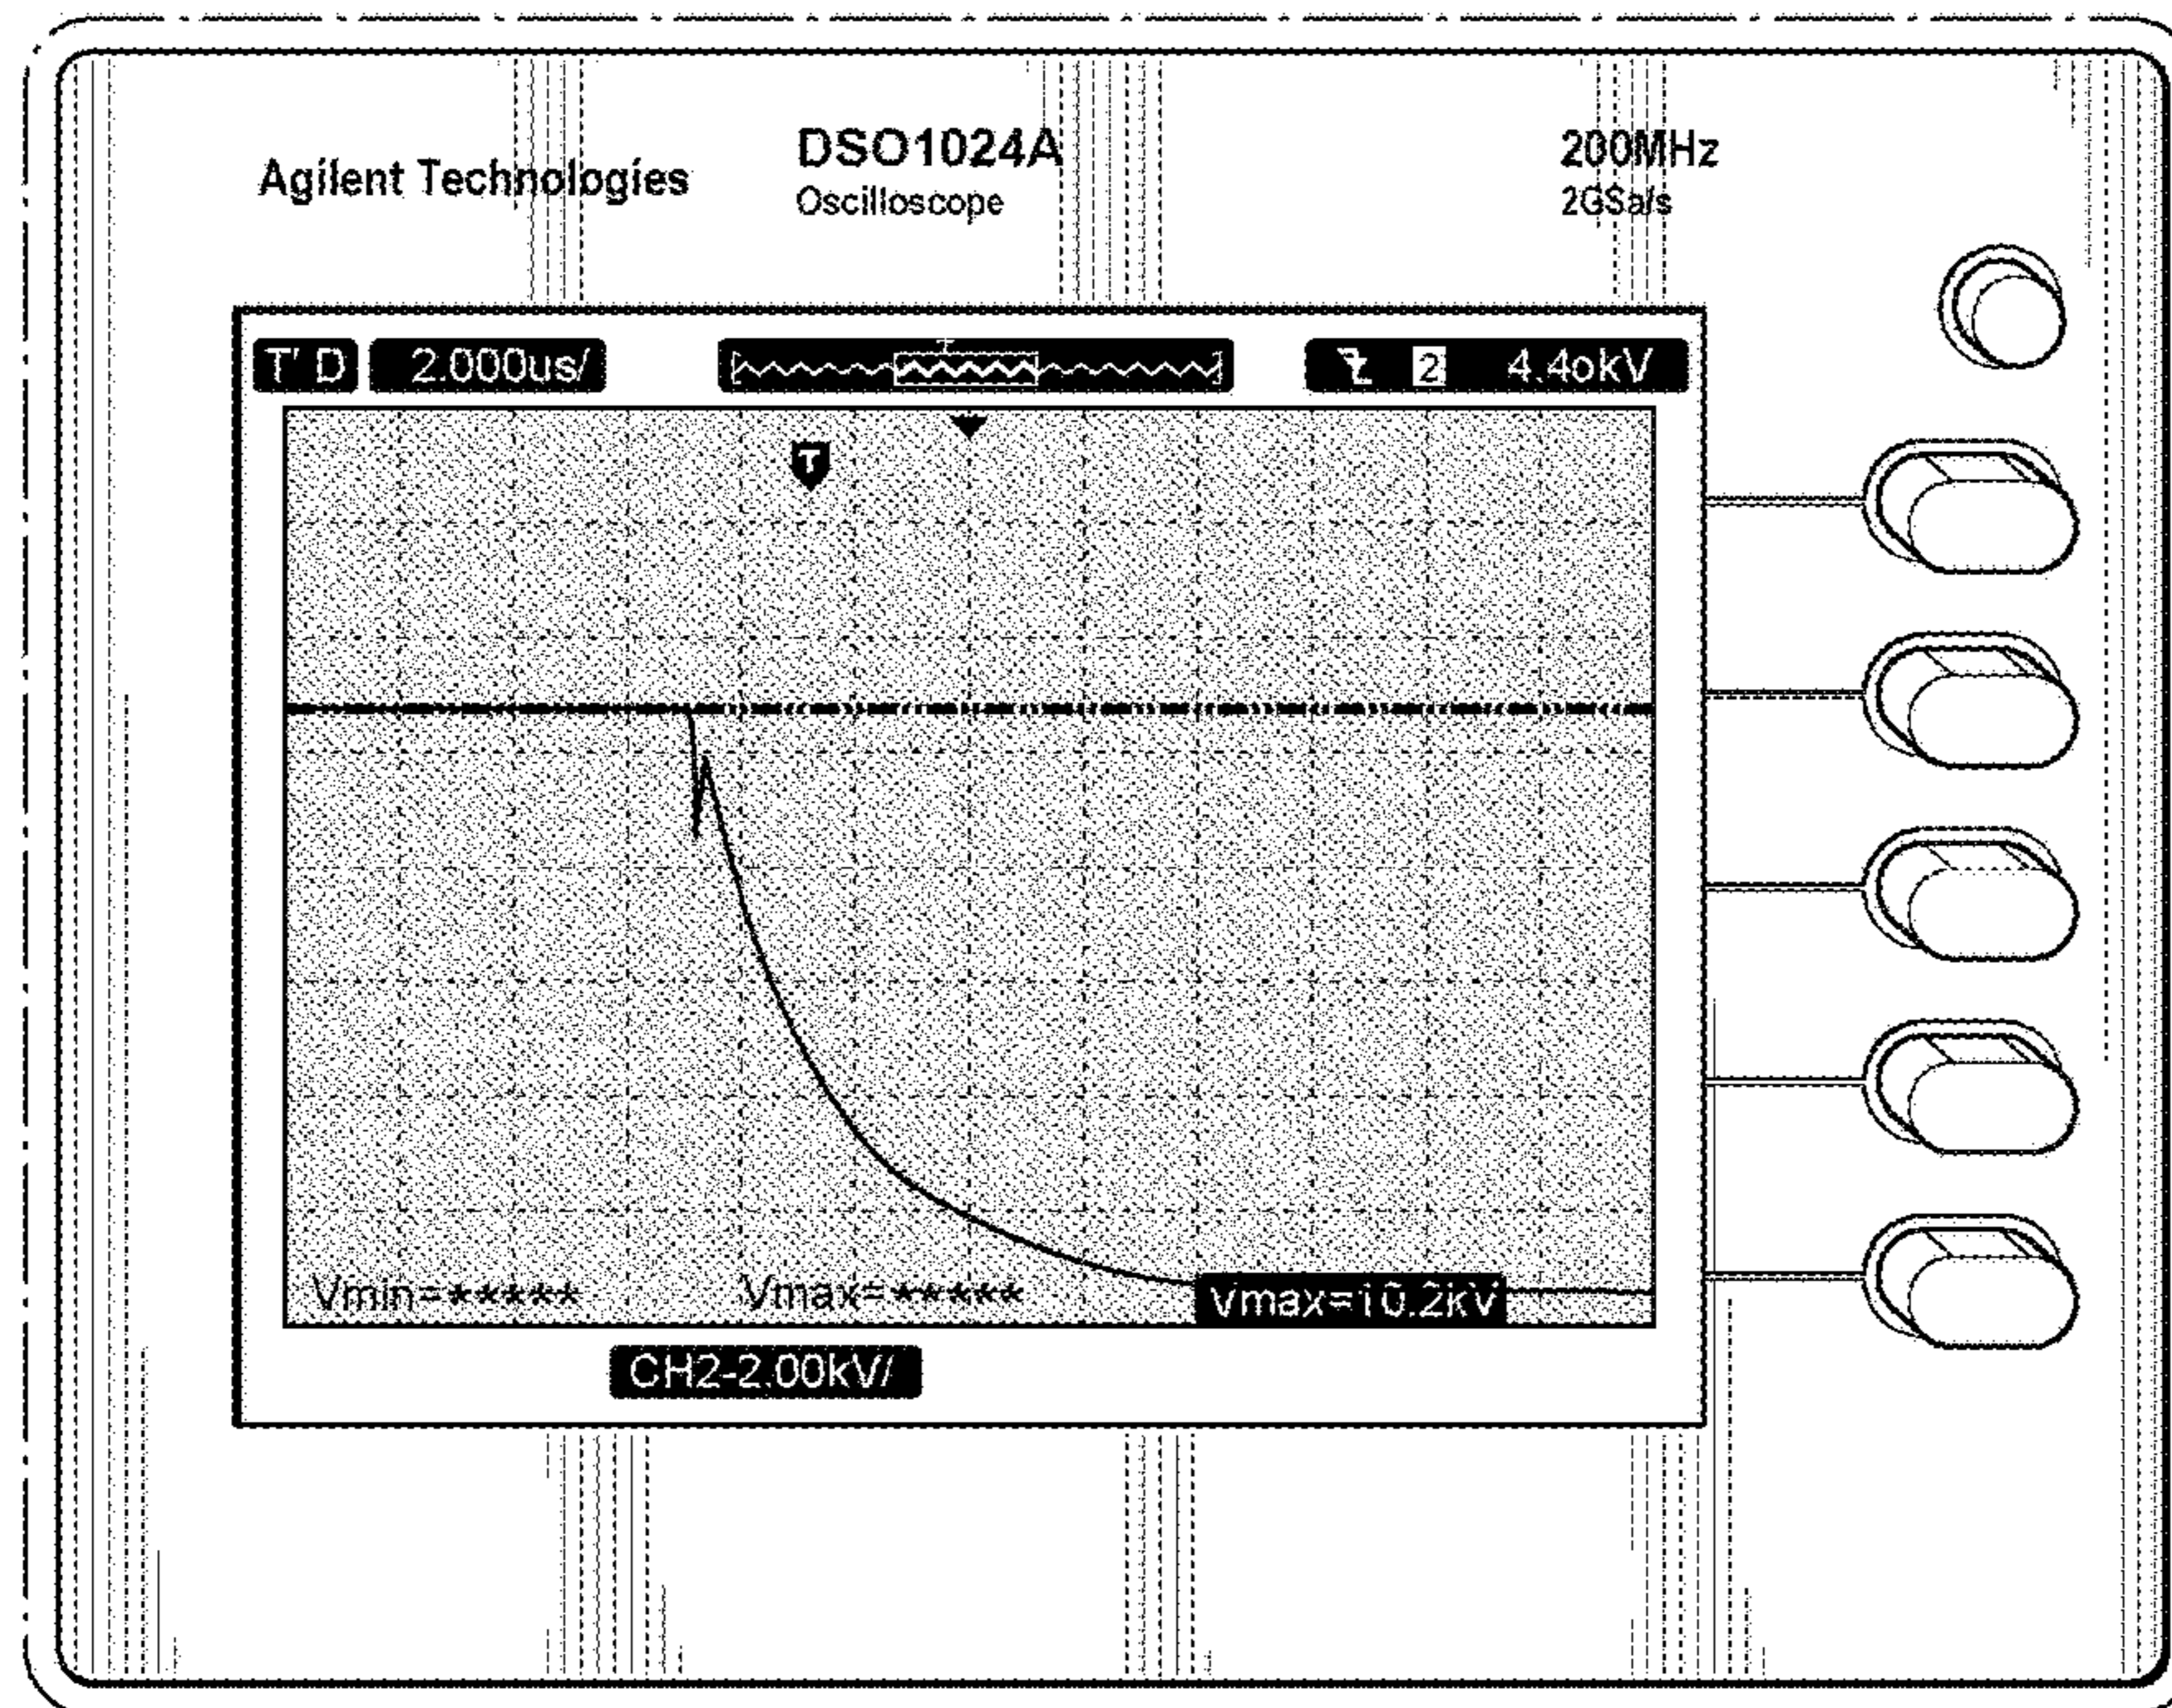 Agilent Technologies
DSO1024A
Oscilloscope
200MHz
2GSa/s
T' D
2.000us/
2
4.4okV
T
Vmin=*****
Vmax=*****
Vmax=10.2kV
CH2-2.00kV/